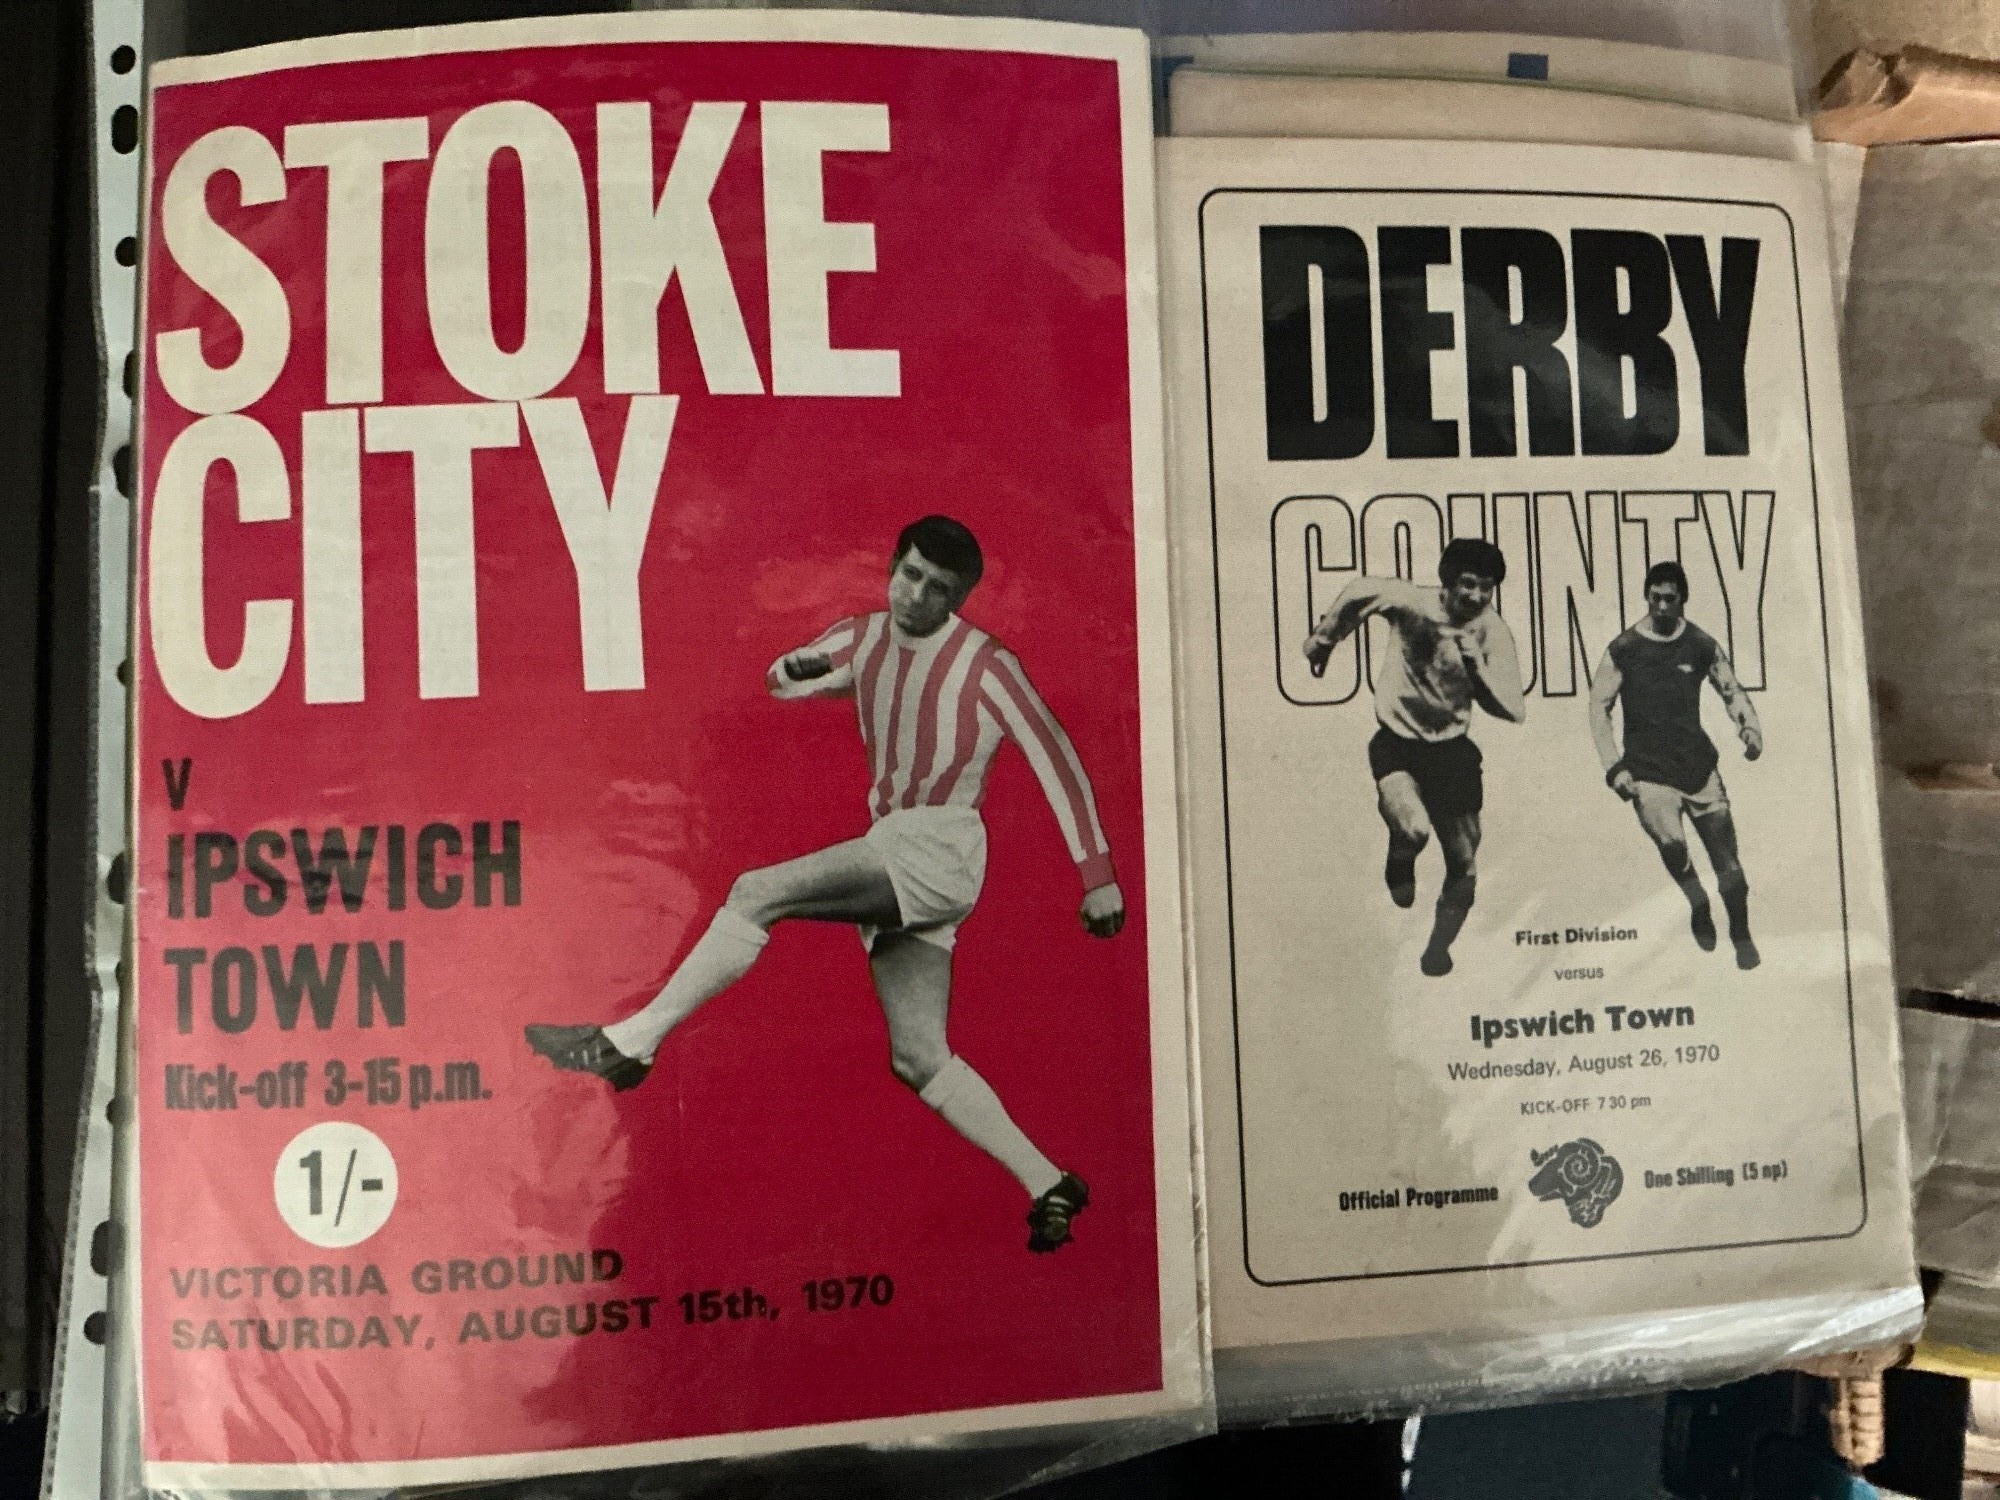 STOKE
CITY
V
IPSWICH
TOWN
Kick-off 3-15 p.m.
1/-
VICTORIA GROUND
SATURDAY, AUGUST 15th, 1970
DERBY
COUNTY
First Division
versus
Ipswich Town
Wednesday, August 26, 1970
KICK-OFF 7 30 pm
Official Programme
One Shilling (5 np)